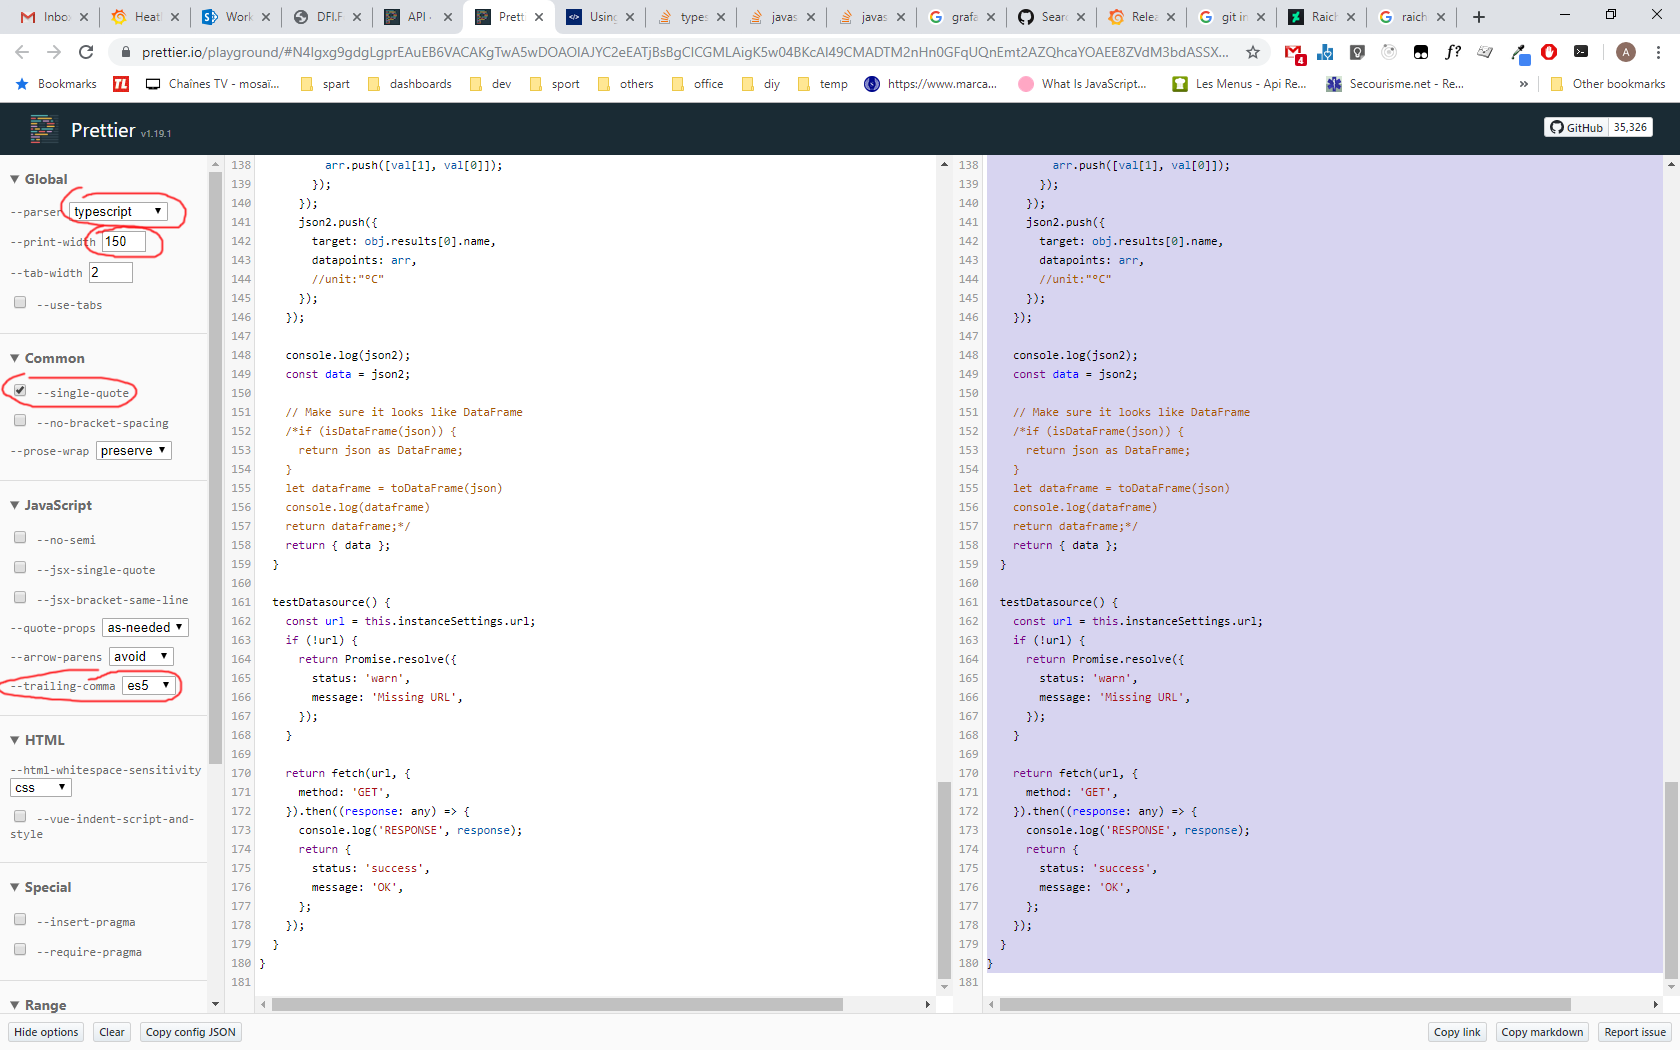 Inbo
Heat
Work
DFI.F
API -
Prett
Using
types
javas
javas
grafa
Sear
Relea
git in
Raich
raich
prettier.io/playground/#N4Igxg9gdgLgprEAuEB6VACAKgTwA5wDOAOIAJYC2eEATjBsBgCICGMLAigK5w04BKcAI49CMADTM2nHn0GFqUQnEmt2AZQhcaYOAEE8ZVdM3bdASSX...
4
f?
A
Bookmarks
TL
Chaînes TV - mosaï...
spart
dashboards
dev
sport
others
office
diy
temp
https://www.marca...
What Is JavaScript...
Les Menus - Api Re...
Secourisme.net - Re...
»
Other bookmarks
Prettier v1.19.1
GitHub 35,326
Global
--parser typescript
--print-width 150
--tab-width 2
--use-tabs
Common
--single-quote
--no-bracket-spacing
--prose-wrap preserve
JavaScript
--no-semi
--jsx-single-quote
--jsx-bracket-same-line
--quote-props as-needed
--arrow-parens avoid
--trailing-comma es5
HTML
--html-whitespace-sensitivity
css
--vue-indent-script-and-
style
Special
--insert-pragma
--require-pragma
Range
138 arr.push([val[1], val[0]]);
139 });
140 });
141 json2.push({
142 target: obj.results[0].name,
143 datapoints: arr,
144 //unit:"°C"
145 });
146 });
147
148 console.log(json2);
149 const data = json2;
150
151 // Make sure it looks like DataFrame
152 /*if (isDataFrame(json)) {
153 return json as DataFrame;
154 }
155 let dataframe = toDataFrame(json)
156 console.log(dataframe)
157 return dataframe;*/
158 return { data };
159 }
160
161 testDatasource() {
162 const url = this.instanceSettings.url;
163 if (!url) {
164 return Promise.resolve({
165 status: 'warn',
166 message: 'Missing URL',
167 });
168 }
169
170 return fetch(url, {
171 method: 'GET',
172 }).then((response: any) => {
173 console.log('RESPONSE', response);
174 return {
175 status: 'success',
176 message: 'OK',
177 };
178 });
179 }
180 }
181
138 arr.push([val[1], val[0]]);
139 });
140 });
141 json2.push({
142 target: obj.results[0].name,
143 datapoints: arr,
144 //unit:"°C"
145 });
146 });
147
148 console.log(json2);
149 const data = json2;
150
151 // Make sure it looks like DataFrame
152 /*if (isDataFrame(json)) {
153 return json as DataFrame;
154 }
155 let dataframe = toDataFrame(json)
156 console.log(dataframe)
157 return dataframe;*/
158 return { data };
159 }
160
161 testDatasource() {
162 const url = this.instanceSettings.url;
163 if (!url) {
164 return Promise.resolve({
165 status: 'warn',
166 message: 'Missing URL',
167 });
168 }
169
170 return fetch(url, {
171 method: 'GET',
172 }).then((response: any) => {
173 console.log('RESPONSE', response);
174 return {
175 status: 'success',
176 message: 'OK',
177 };
178 });
179 }
180 }
181
Hide options
Clear
Copy config JSON
Copy link
Copy markdown
Report issue